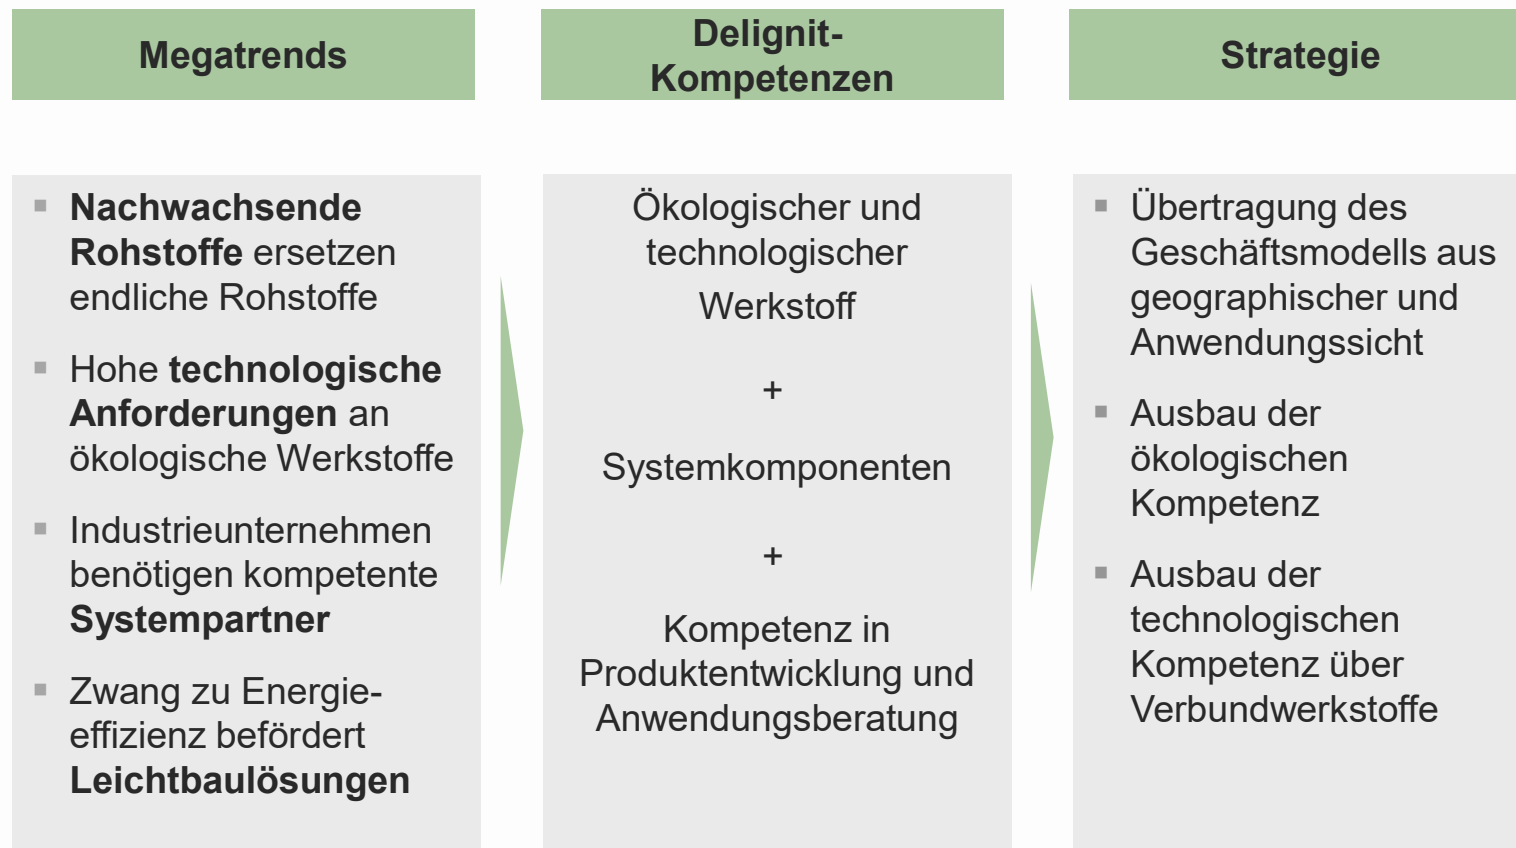 Megatrends
Delignit-
Kompetenzen
Strategie
▪ Nachwachsende
Rohstoffe ersetzen
endliche Rohstoffe
▪ Hohe technologische
Anforderungen an
ökologische Werkstoffe
▪ Industrieunternehmen
benötigen kompetente
Systempartner
▪ Zwang zu Energie-
effizienz befördert
Leichtbaulösungen
Ökologischer und
technologischer
Werkstoff
+
Systemkomponenten
+
Kompetenz in
Produktentwicklung und
Anwendungsberatung
▪ Übertragung des
Geschäftsmodells aus
geographischer und
Anwendungssicht
▪ Ausbau der
ökologischen
Kompetenz
▪ Ausbau der
technologischen
Kompetenz über
Verbundwerkstoffe